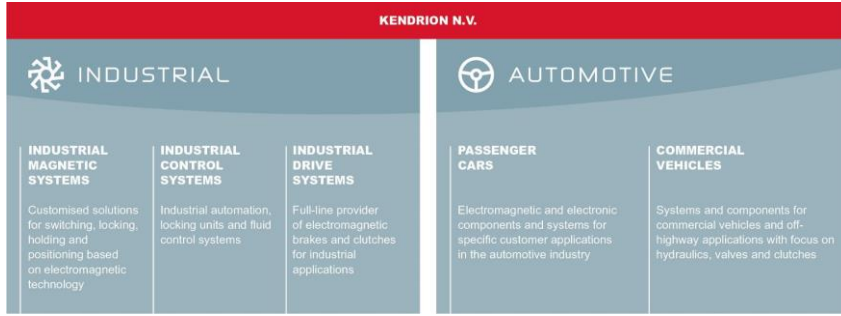 KENDRION N.V.
INDUSTRIAL
INDUSTRIAL
MAGNETIC
SYSTEMS
Customised solutions
for switching, locking,
holding and
positioning based
on electromagnetic
technology
INDUSTRIAL
CONTROL
SYSTEMS
Industrial automation,
locking units and fluid
control systems
INDUSTRIAL
DRIVE
SYSTEMS
Full-line provider
of electromagnetic
brakes and clutches
for industrial
applications
AUTOMOTIVE
PASSENGER
CARS
Electromagnetic and electronic
components and systems for
specific customer applications
in the automotive industry
COMMERCIAL
VEHICLES
Systems and components for
commercial vehicles and off-
highway applications with focus on
hydraulics, valves and clutches